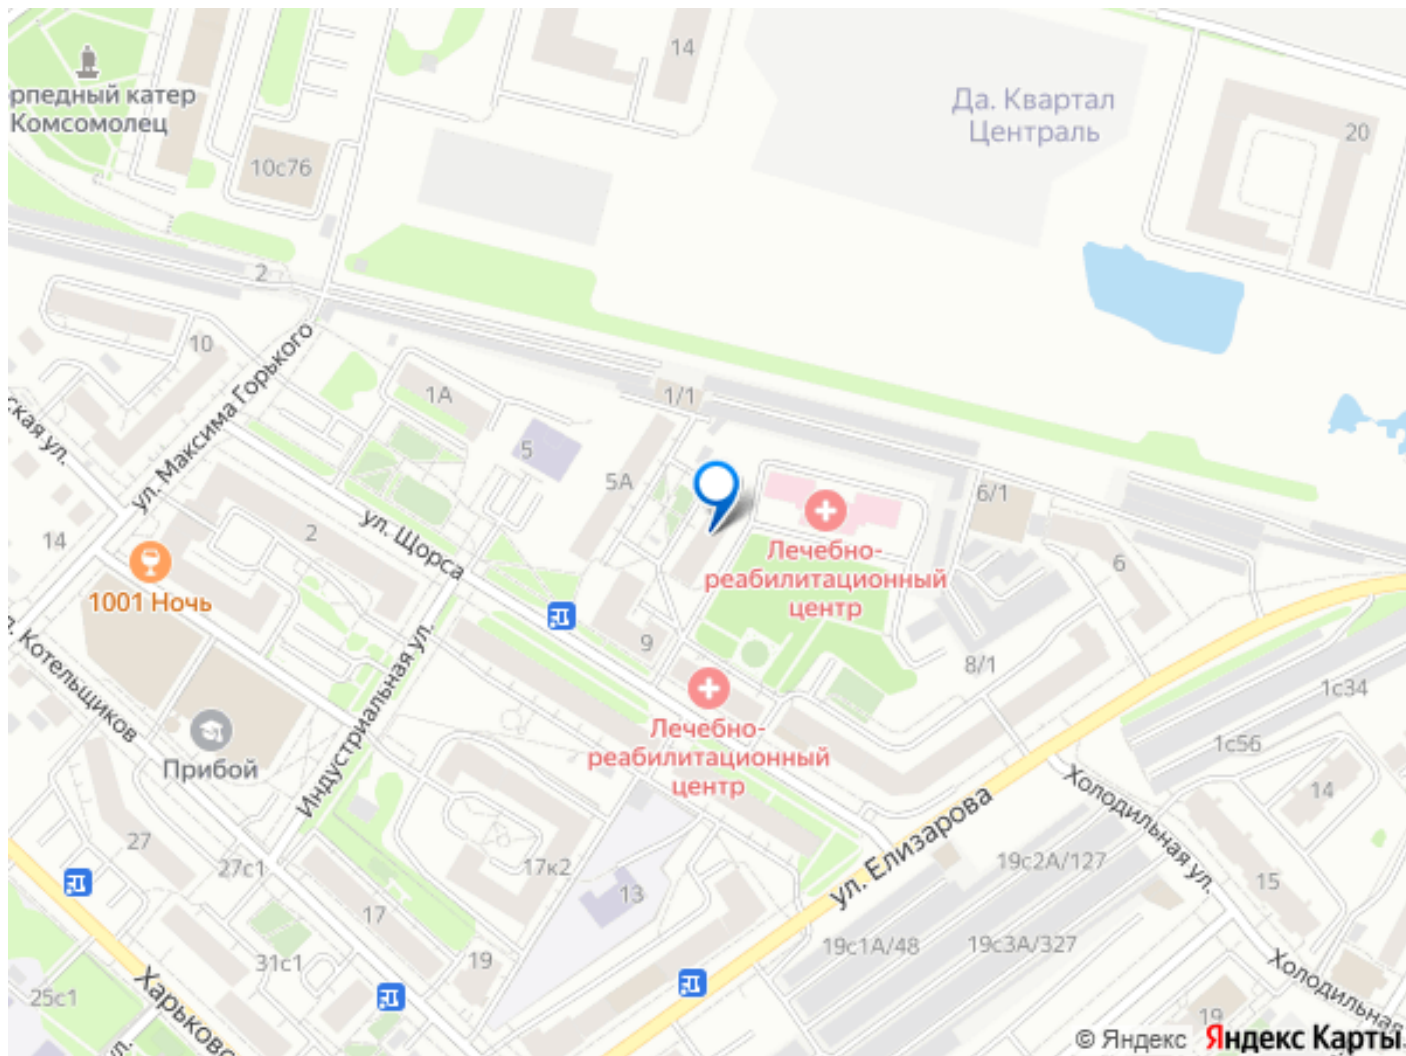 14
рпедный катер
Комсомолец
Да. Квартал
Централь
20
10с76
2
10
ул. Максима Горького
ская ул.
1А
1/1
5
5А
6/1
ул. Щорса
2
14
1001 Ночь
Лечебно-
реабилитационный
центр
6
9
8/1
Котельщиков
Индустриальная ул.
Лечебно-
реабилитационный
центр
1с34
1с56
Прибой
Холодильная ул.
14
ул. Елизарова
27
27с1
17к2
19с2А/127
15
13
17
19с1А/48
19с3А/327
31с1
19
Холодильная
25с1
Харьковс
ул.
19
© Яндекс Яндекс Карты